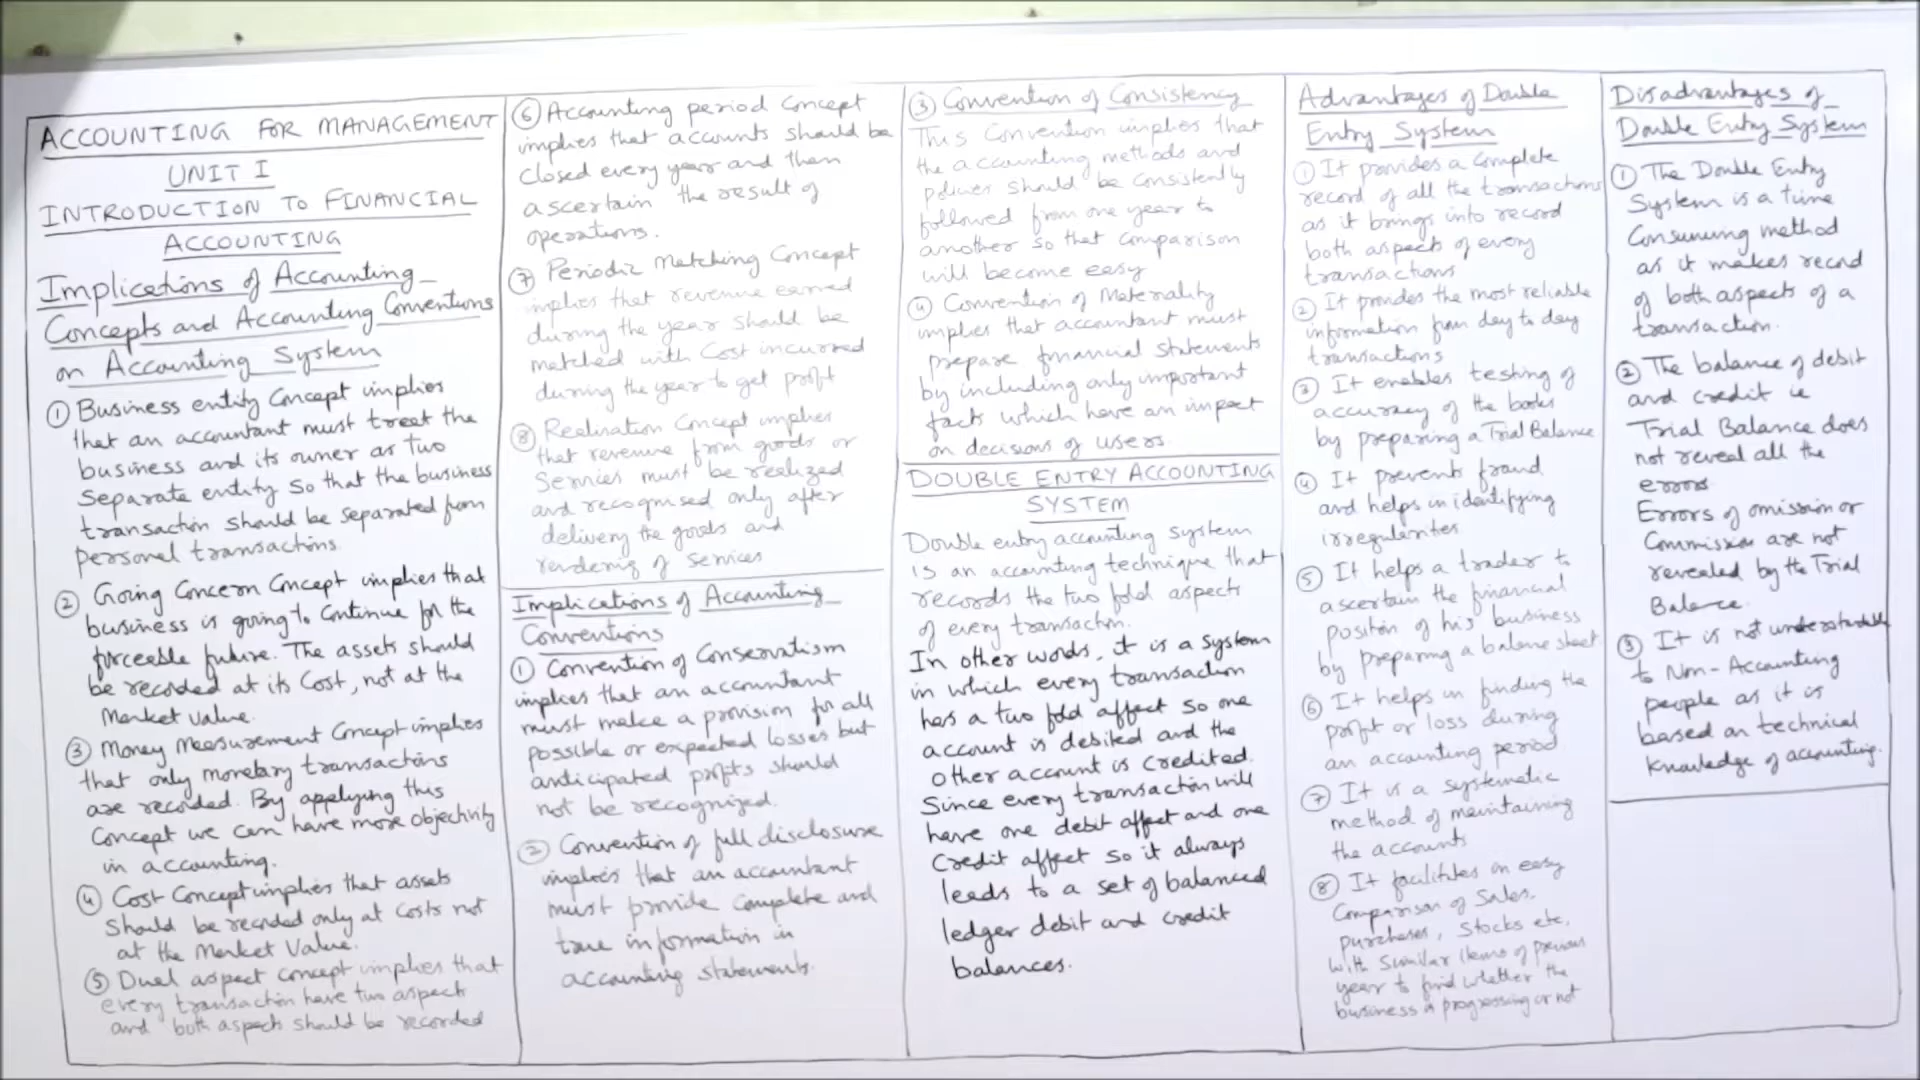 ACCOUNTING FOR MANAGEMENT
UNIT I
INTRODUCTION TO FINANCIAL
ACCOUNTING
Implications of Accounting
Concepts and Accounting Conventions
on Accounting System
① Business entity Concept implies
that an accountant must treat the
business and its owner as two
Separate entity so that the business
transaction should be separated from
personal transactions.
② Going Concern Concept implies that
business is going to continue for the
forceable future. The assets should
be recorded at its Cost, not at the
Market Value.
③ Money Measurement Concept implies
that only monetary transactions
are recorded. By applying this
Concept we can have more objectivity
in accounting.
④ Cost Concept implies that assets
Should be recorded only at Costs not
at the Market Value.
⑤ Dual aspect Concept implies that
every transaction have two aspect
and both aspects should be recorded
⑥ Accounting period Concept
implies that accounts should be
closed every year and then
ascertain the result of
operations.
⑦ Periodic Matching Concept
implies that revenue earned
during the year should be
matched with Cost incurred
during the year to get profit
⑧ Realisation Concept implies
that revenue from goods or
Services must be realized
and recognised only after
delivery the goods and
rendering of Services
Implications of Accounting
Conventions
① Convention of Conservatism
implies that an accountant
must make a provision for all
possible or expected losses but
anticipated profits should
not be recognized.
② Convention of full disclosure
implies that an accountant
must provide complete and
true information in
accounting statements.
③ Convention of Consistency
This Convention implies that
the accounting methods and
policies should be consistently
followed from one year to
another so that Comparison
will become easy
④ Convention of Materiality
implies that accountant must
prepare financial statements
by including only important
facts which have an impact
on decisions of users.
DOUBLE ENTRY ACCOUNTING
SYSTEM
Double entry accounting system
is an accounting technique that
records the two fold aspects
of every transaction.
In other words, it is a system
in which every transaction
has a two fold affect so one
account is debited and the
other account is credited.
Since every transaction will
have one debit affect and one
Credit affect so it always
leads to a set of balanced
ledger debit and credit
balances.
Advantages of Double
Entry System
① It provides a Complete
record of all the transactions
as it brings into record
both aspects of every
transactions
② It provides the most reliable
information from day to day
transactions
③ It enables testing of
accuracy of the books
by preparing a Trial Balance
④ It prevents fraud
and helps in identifying
irregularities
⑤ It helps a trader to
ascertain the financial
position of his business
by preparing a balance sheet
⑥ It helps in finding the
profit or loss during
an accounting period
⑦ It is a systematic
method of maintaining
the accounts
⑧ It facilitates an easy
Comparison of Sales,
purchases, Stocks etc,
with similar items of previous
year to find whether the
business is progressing or not
Disadvantages of
Double Entry System
① The Double Entry
System is a time
Consuming method
as it makes record
of both aspects of a
transaction.
② The balance of debit
and credit ie
Trial Balance does
not reveal all the
errors
Errors of omission or
Commission are not
revealed by the Trial
Balance.
③ It is not understandable
to Non-Accounting
people as it is
based on technical
Knowledge of accounting.